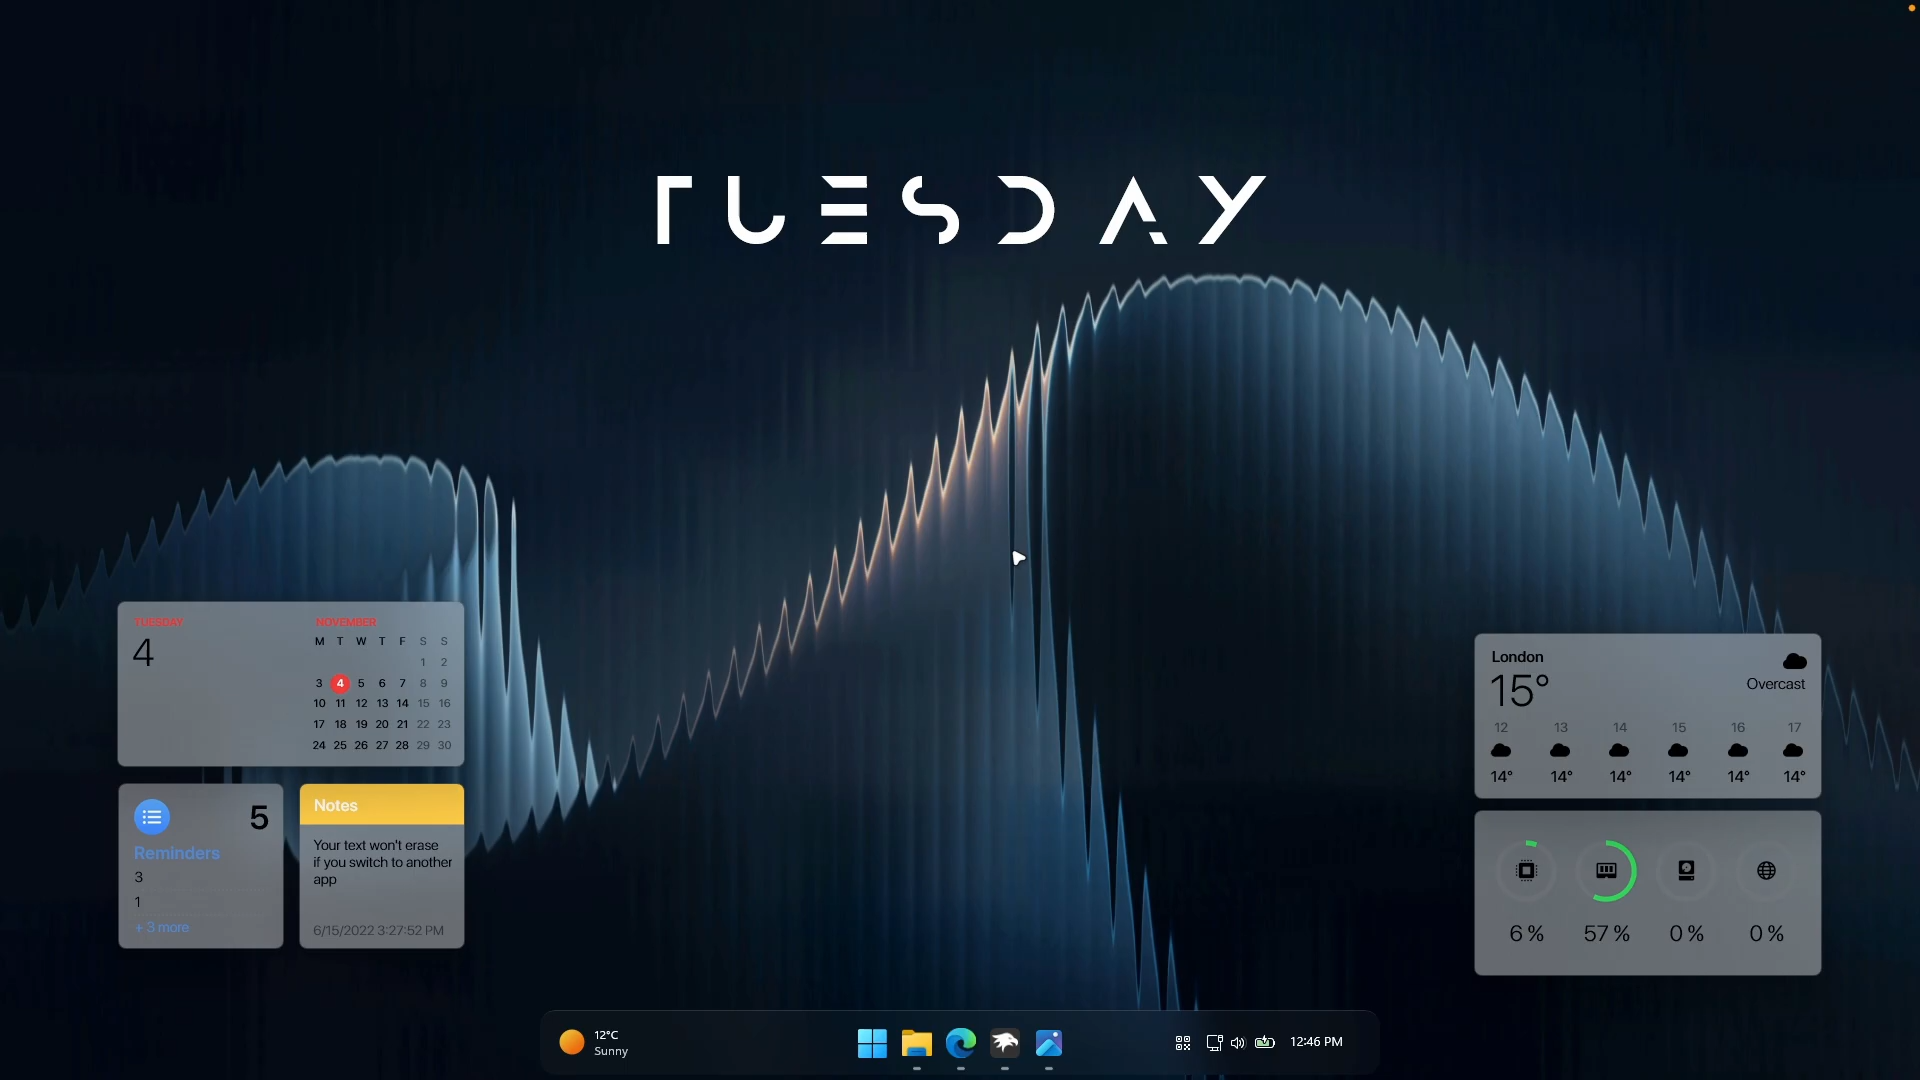 TUESDAY
TUESDAY
4
NOVEMBER
M T W T F S S
1 2
3 4 5 6 7 8 9
10 11 12 13 14 15 16
17 18 19 20 21 22 23
24 25 26 27 28 29 30
5
Reminders
3
1
+ 3 more
Notes
Your text won't erase
if you switch to another
app
6/15/2022 3:27:52 PM
London
15°
Overcast
12 13 14 15 16 17
14° 14° 14° 14° 14° 14°
6 % 57 % 0 % 0 %
12°C
Sunny
12:46 PM